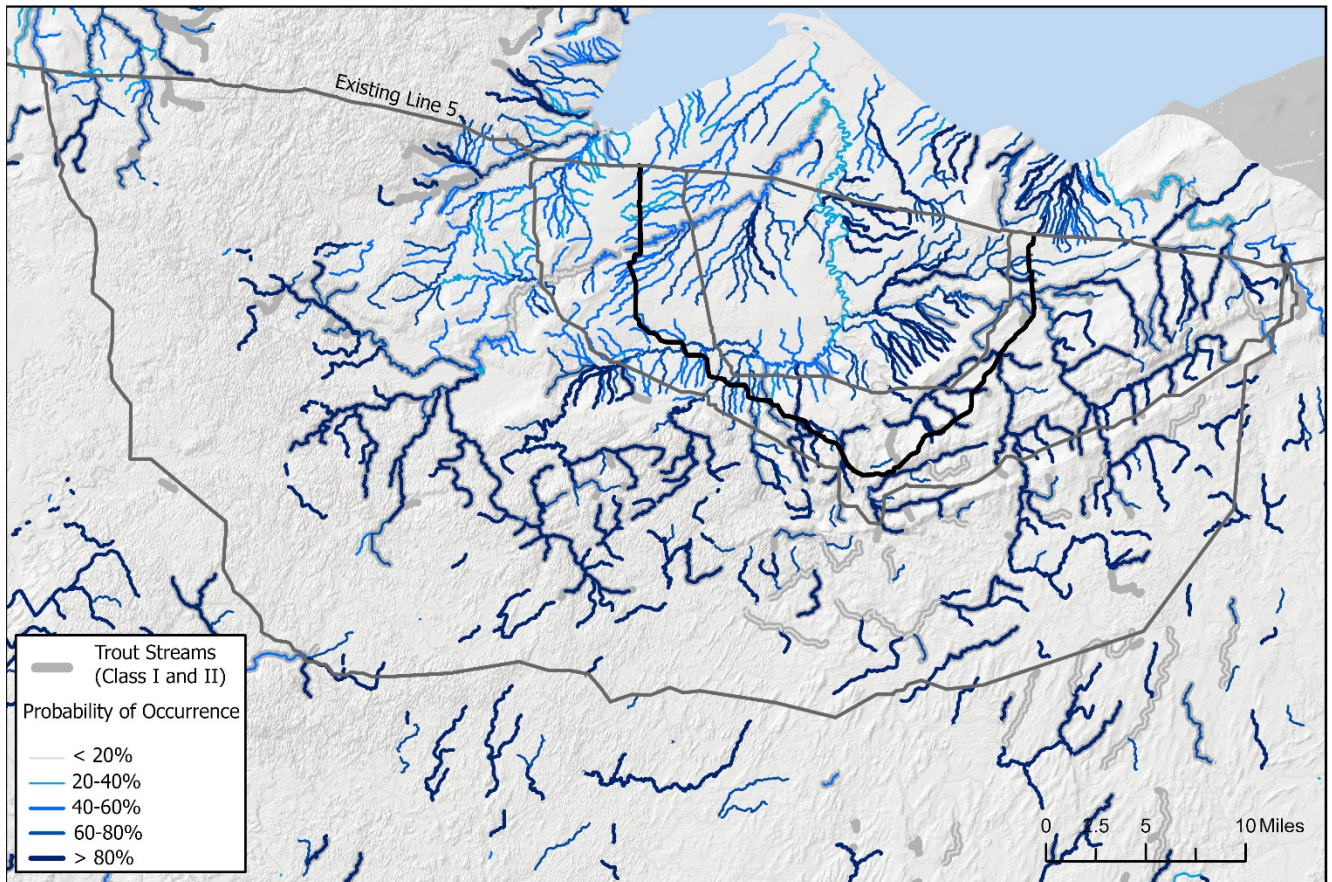 Existing Line 5
Trout Streams
(Class I and II)
Probability of Occurrence
< 20%
20-40%
40-60%
60-80%
> 80%
0 2.5 5 10 Miles